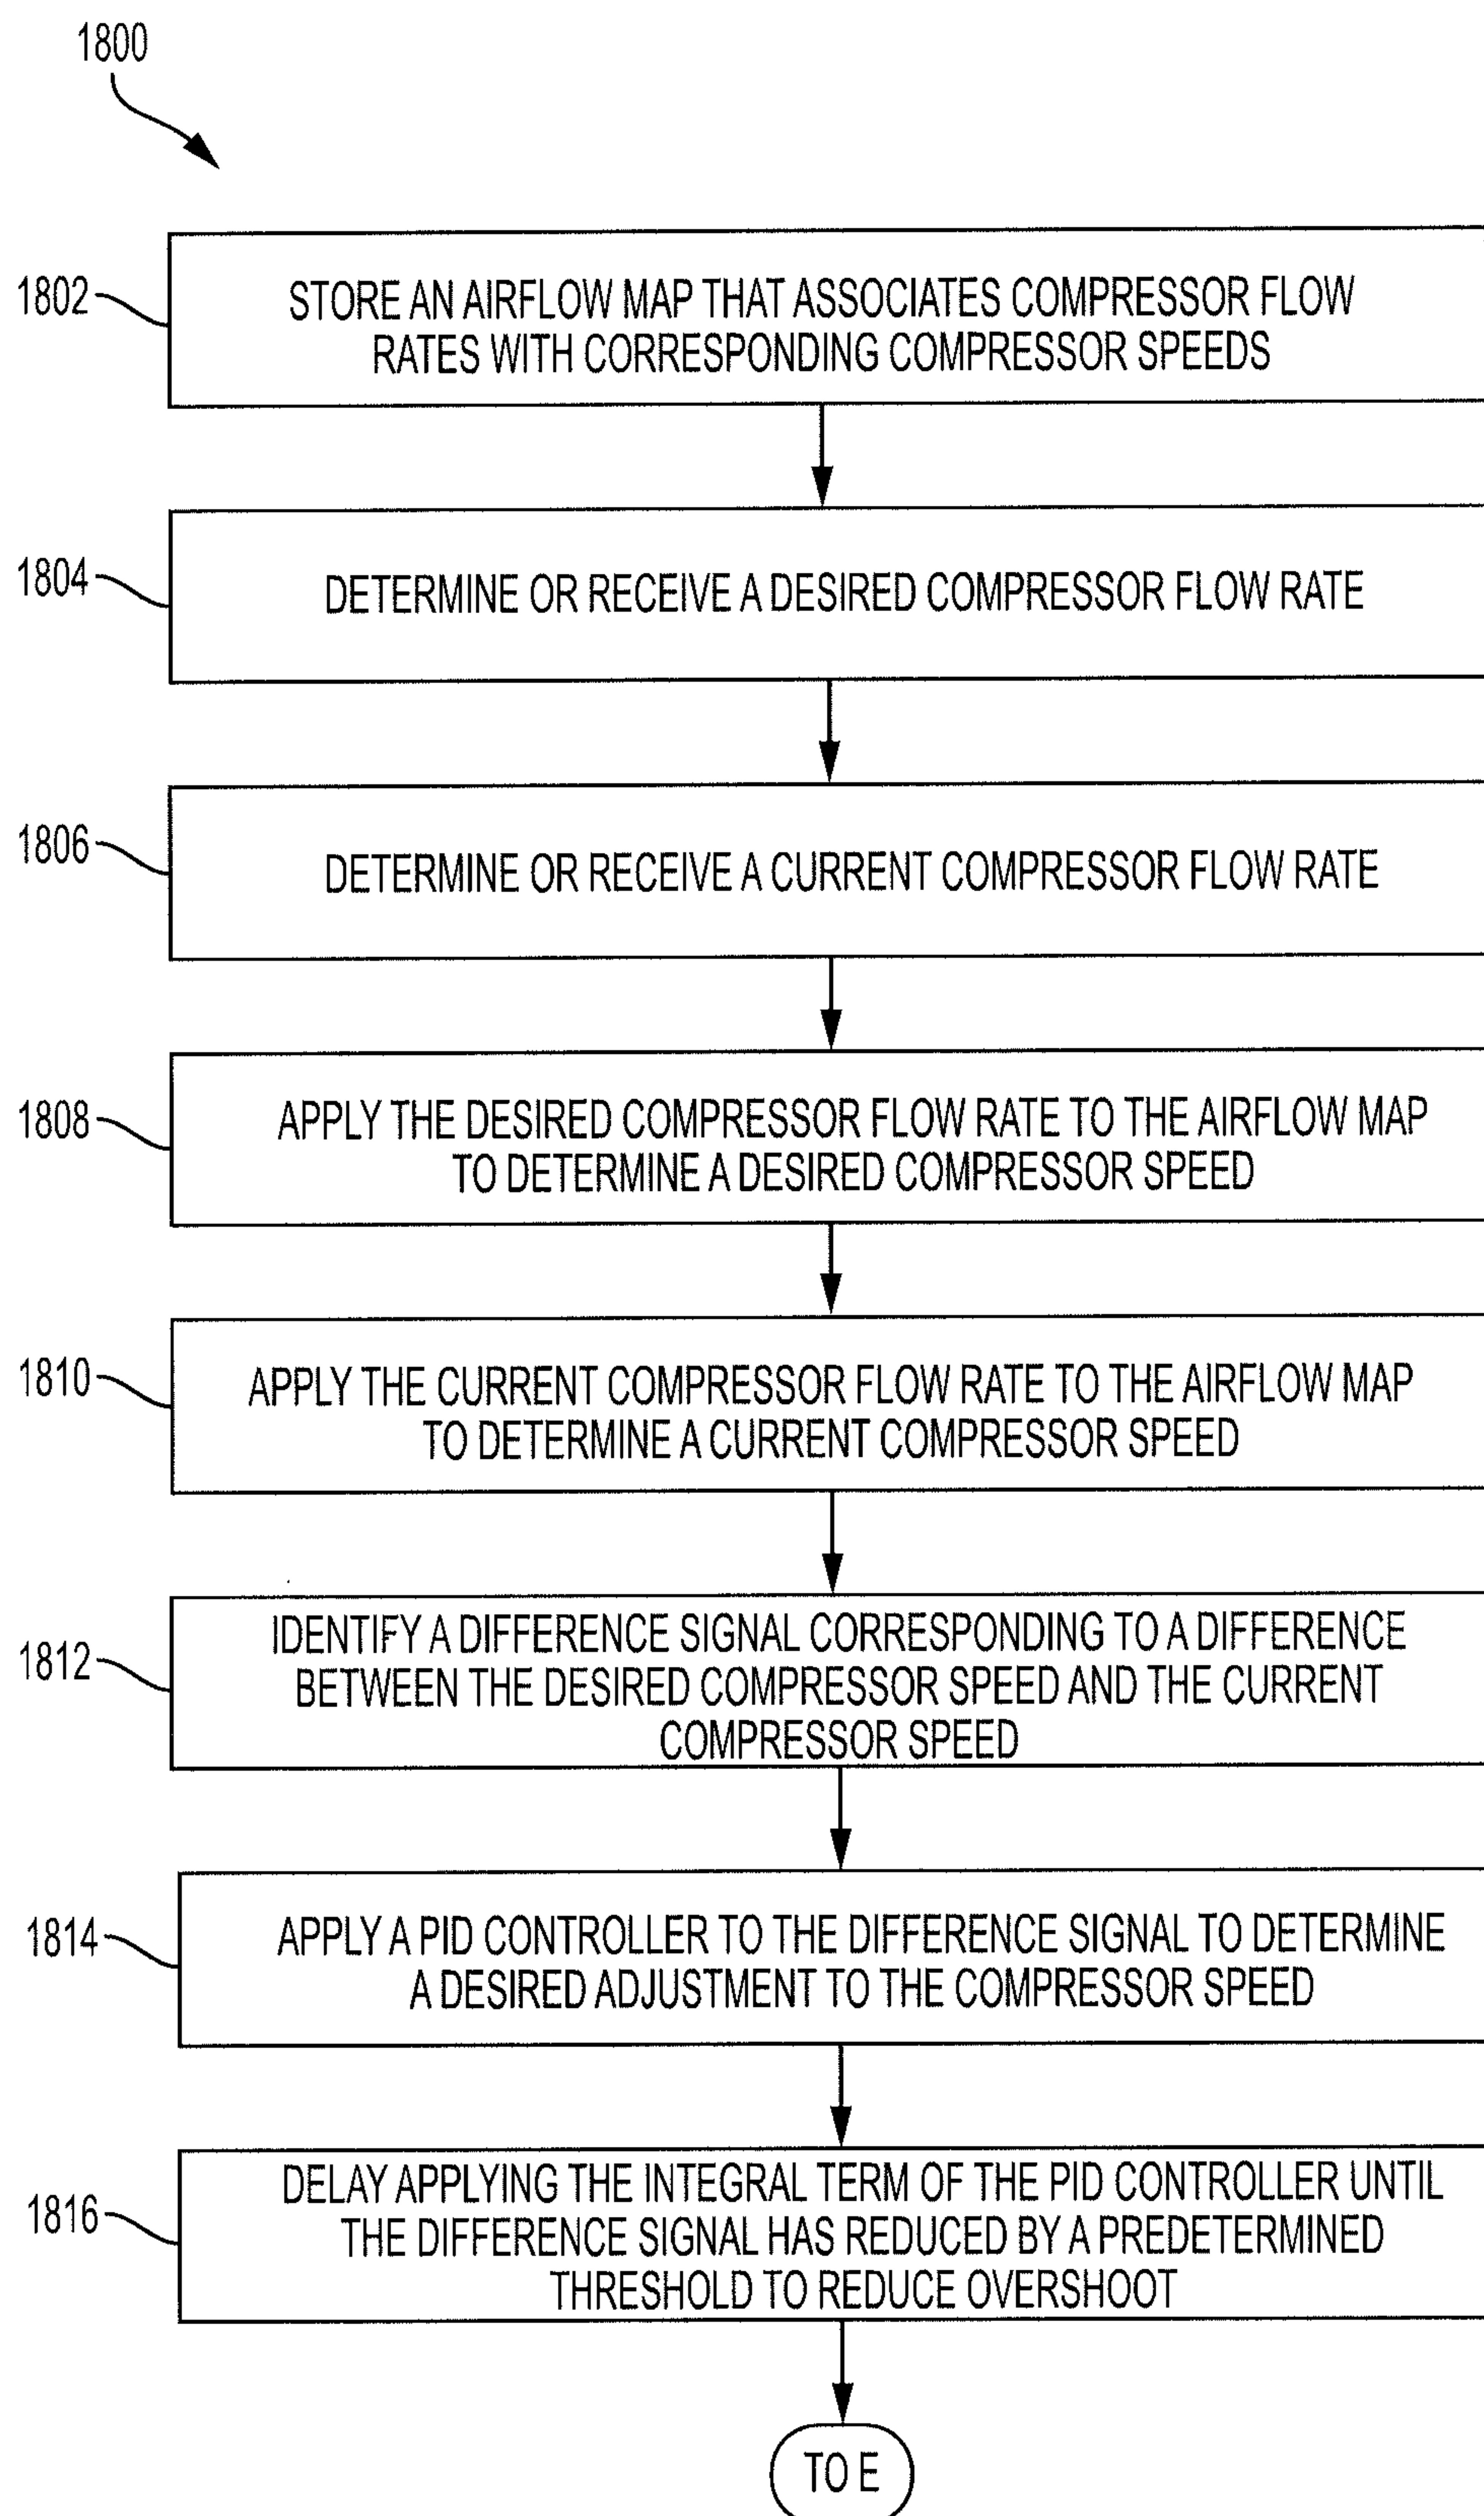 1800
1802
STORE AN AIRFLOW MAP THAT ASSOCIATES COMPRESSOR FLOW
RATES WITH CORRESPONDING COMPRESSOR SPEEDS
1804
DETERMINE OR RECEIVE A DESIRED COMPRESSOR FLOW RATE
1806
DETERMINE OR RECEIVE A CURRENT COMPRESSOR FLOW RATE
1808
APPLY THE DESIRED COMPRESSOR FLOW RATE TO THE AIRFLOW MAP
TO DETERMINE A DESIRED COMPRESSOR SPEED
1810
APPLY THE CURRENT COMPRESSOR FLOW RATE TO THE AIRFLOW MAP
TO DETERMINE A CURRENT COMPRESSOR SPEED
1812
IDENTIFY A DIFFERENCE SIGNAL CORRESPONDING TO A DIFFERENCE
BETWEEN THE DESIRED COMPRESSOR SPEED AND THE CURRENT
COMPRESSOR SPEED
1814
APPLY A PID CONTROLLER TO THE DIFFERENCE SIGNAL TO DETERMINE
A DESIRED ADJUSTMENT TO THE COMPRESSOR SPEED
1816
DELAY APPLYING THE INTEGRAL TERM OF THE PID CONTROLLER UNTIL
THE DIFFERENCE SIGNAL HAS REDUCED BY A PREDETERMINED
THRESHOLD TO REDUCE OVERSHOOT
TO E